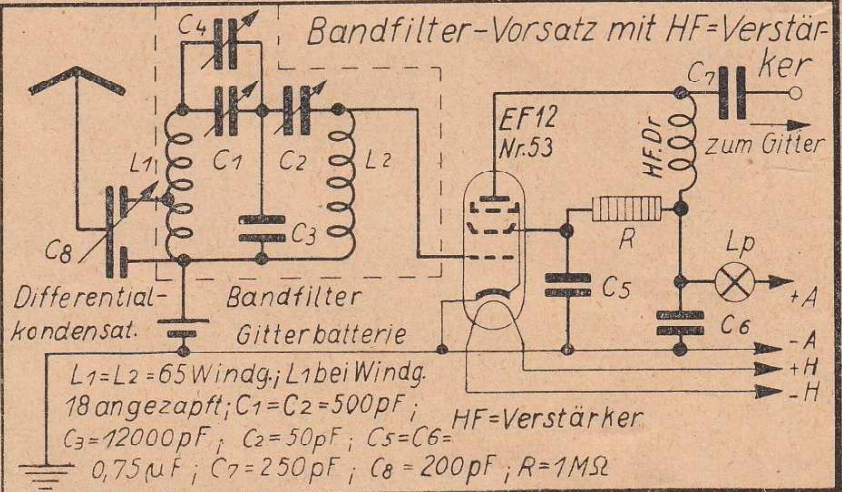 Bandfilter-Vorsatz mit HF=Verstär-
ker
C4
C7
EF12
Nr.53
HF.Dr
zum Gitter
L1
C1
C2
L2
C3
R
Lp
C8
C5
+A
C6
Differential-
kondensat.
Bandfilter
Gitterbatterie
-A
+H
-H
L1=L2=65 Windg.; L1 bei Windg.
18 angezapft; C1=C2=500pF;
HF=Verstärker
C3=12000pF; C2=50pF; C5=C6=
0,75µF; C7=250pF; C8=200pF; R=1MΩ